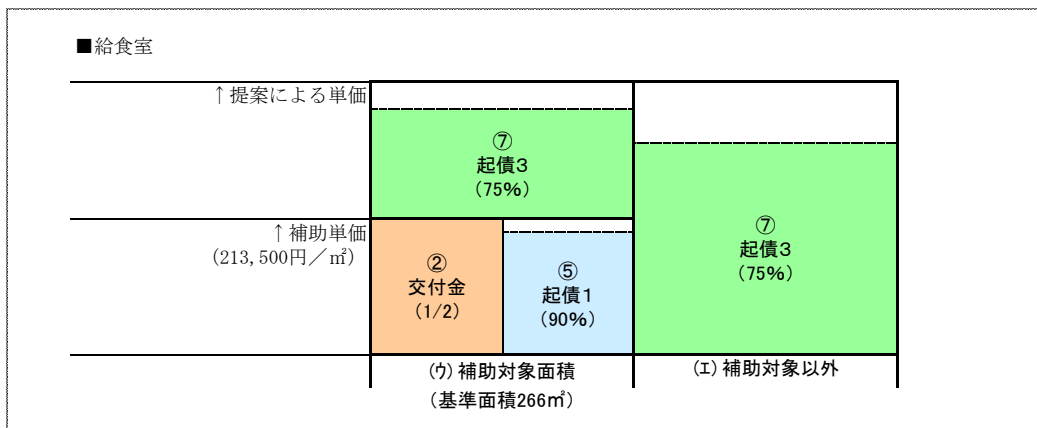 ■給食室
↑提案による単価
⑦
起債3
(75%)
↑補助単価
(213,500円／㎡)
②
交付金
(1/2)
⑤
起債1
(90%)
⑦
起債3
(75%)
(ウ)補助対象面積
(基準面積266㎡)
(エ)補助対象以外